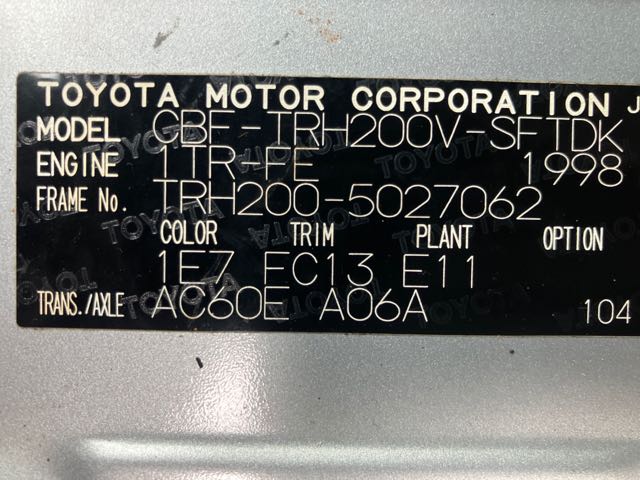 TOYOTA MOTOR CORPORATION J
MODEL CBF-TRH200V-SFTDK
ENGINE 1TR-FE 1998
FRAME No. TRH200-5027062
COLOR TRIM PLANT OPTION
1E7 FC13 E11
TRANS./AXLE AC60E A06A 104